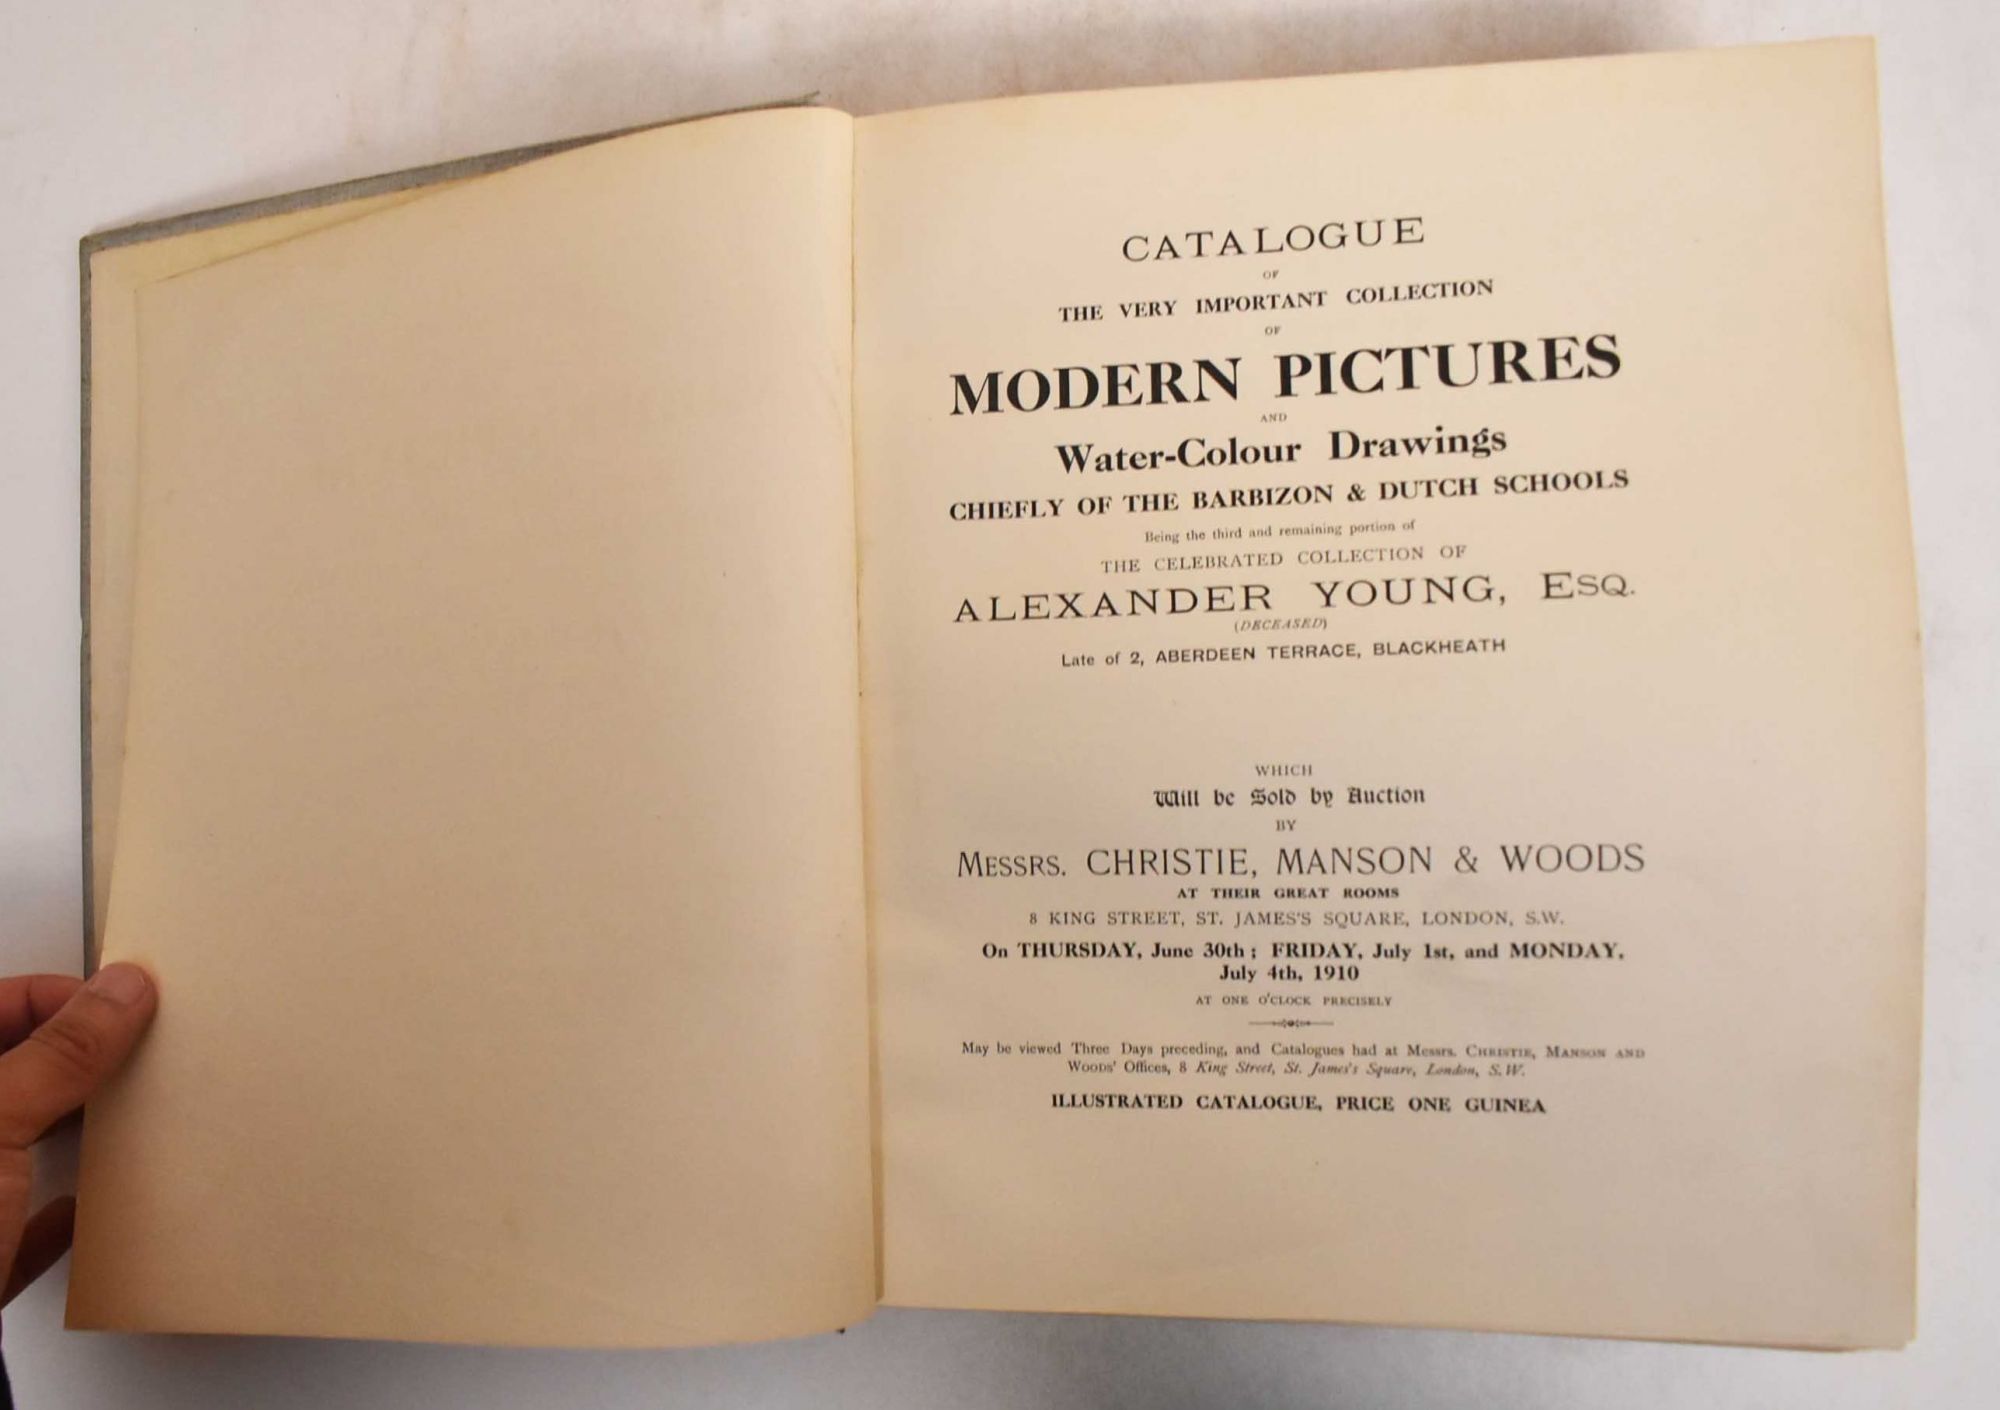 CATALOGUE
OF
THE VERY IMPORTANT COLLECTION
OF
MODERN PICTURES
AND
Water-Colour Drawings
CHIEFLY OF THE BARBIZON & DUTCH SCHOOLS
Being the third and remaining portion of
THE CELEBRATED COLLECTION OF
ALEXANDER YOUNG, ESQ.
(DECEASED)
Late of 2, ABERDEEN TERRACE, BLACKHEATH
WHICH
Will be Sold by Auction
BY
MESSRS. CHRISTIE, MANSON & WOODS
AT THEIR GREAT ROOMS
8 KING STREET, ST. JAMES'S SQUARE, LONDON, S.W.
On THURSDAY, June 30th; FRIDAY, July 1st, and MONDAY,
July 4th, 1910
AT ONE O'CLOCK PRECISELY
May be viewed Three Days preceding, and Catalogues had at Messrs. CHRISTIE, MANSON AND
WOODS' Offices, 8 King Street, St. James's Square, London, S.W.
ILLUSTRATED CATALOGUE, PRICE ONE GUINEA